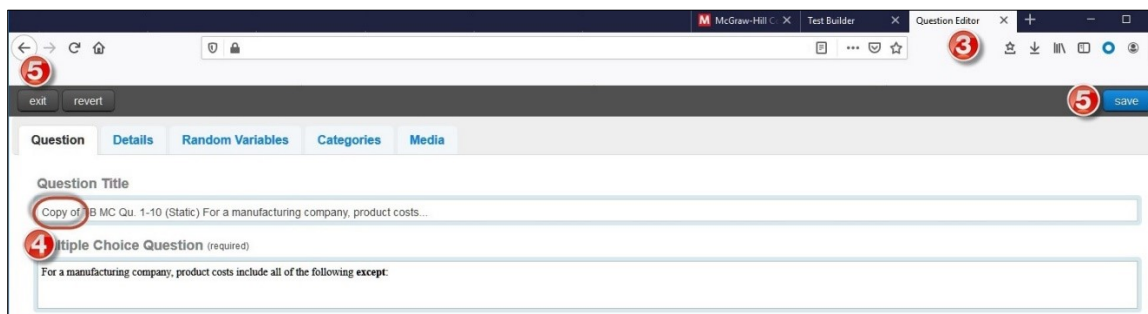 McGraw-Hill C Test Builder Question Editor
3
5
exit revert 5 save
Question Details Random Variables Categories Media
Question Title
Copy of TB MC Qu. 1-10 (Static) For a manufacturing company, product costs...
4 ltiple Choice Question (required)
For a manufacturing company, product costs include all of the following except: